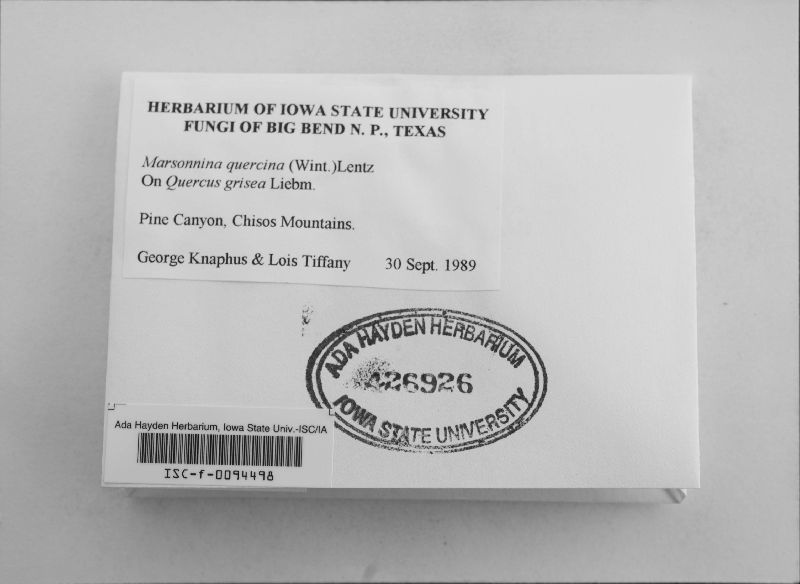 HERBARIUM OF IOWA STATE UNIVERSITY
FUNGI OF BIG BEND N. P., TEXAS
Marsonnina quercina (Wint.)Lentz
On Quercus grisea Liebm.
Pine Canyon, Chisos Mountains.
George Knaphus & Lois Tiffany 30 Sept. 1989
ADA HAYDEN HERBARIUM
426926
IOWA STATE UNIVERSITY
Ada Hayden Herbarium, Iowa State Univ.-ISC/IA
ISC-f-0094498